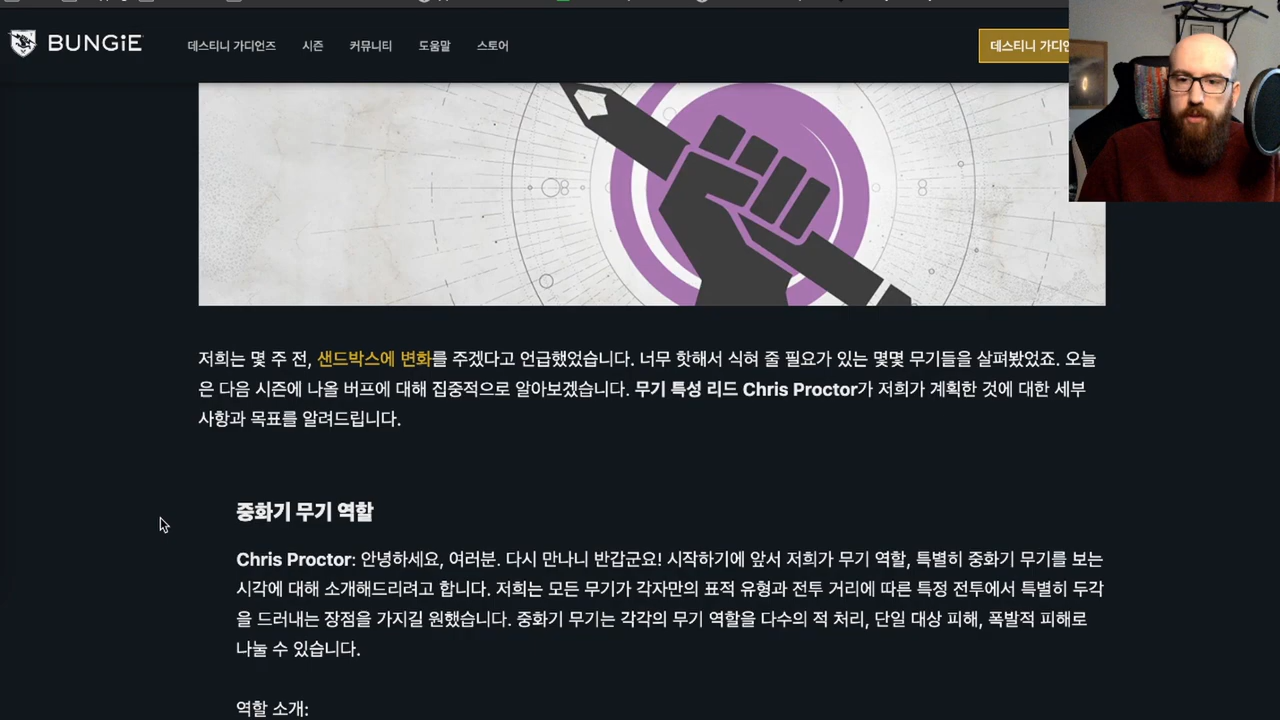 BUNGiE
데스티니 가디언즈
시즌
커뮤니티
도움말
스토어
데스티니
저희는 몇 주 전, 샌드박스에 변화를 주겠다고 언급했었습니다. 너무 핫해서 식혀 줄 필요가 있는 몇몇 무기들을 살펴봤었죠. 오늘
은 다음 시즌에 나올 버프에 대해 집중적으로 알아보겠습니다. 무기 특성 리드 Chris Proctor가 저희가 계획한 것에 대한 세부
사항과 목표를 알려드립니다.
중화기 무기 역할
Chris Proctor: 안녕하세요, 여러분. 다시 만나니 반갑군요! 시작하기에 앞서 저희가 무기 역할, 특별히 중화기 무기를 보는
시각에 대해 소개해드리려고 합니다. 저희는 모든 무기가 각자만의 표적 유형과 전투 거리에 따른 특정 전투에서 특별히 두각
을 드러내는 장점을 가지길 원했습니다. 중화기 무기는 각각의 무기 역할을 다수의 적 처리, 단일 대상 피해, 폭발적 피해로
나눌 수 있습니다.
역할 소개: